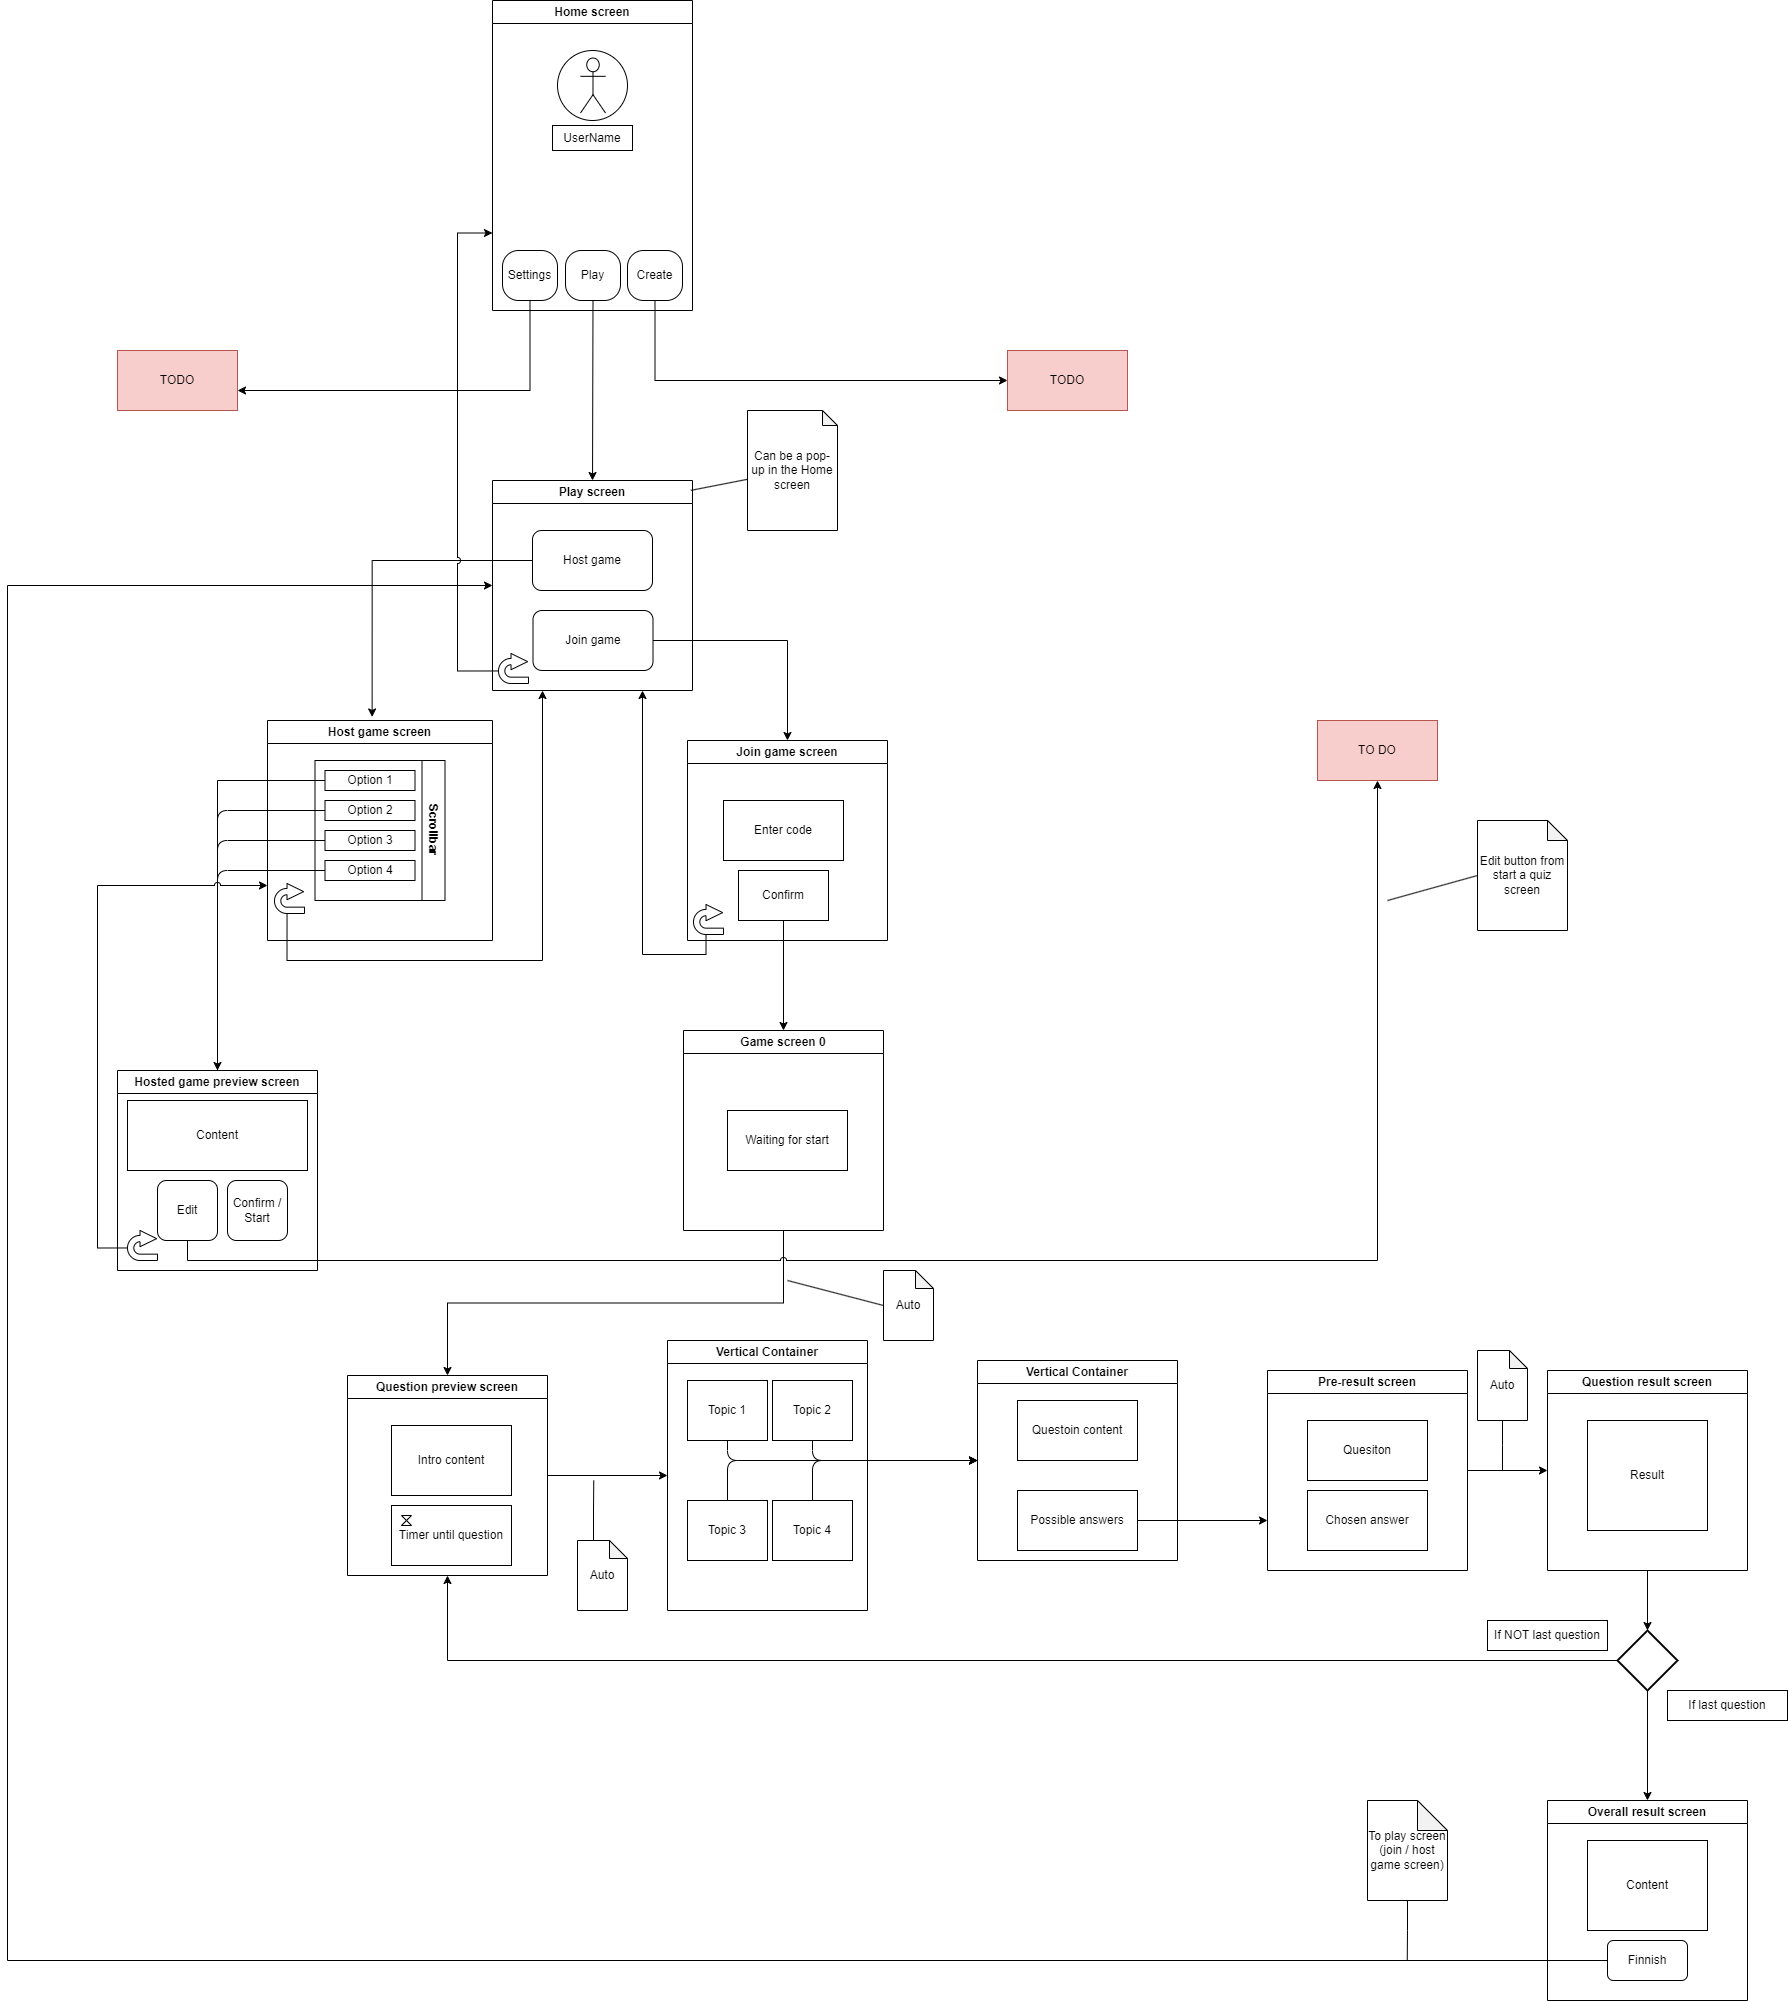 Home screen
UserName
Settings
Play
Create
TODO
TODO
Can be a pop-
up in the Home
screen
Play screen
Host game
Join game
Host game screen
Option 1
Option 2
Option 3
Option 4
Scrollbar
Join game screen
Enter code
Confirm
TO DO
Edit button from
start a quiz
screen
Game screen 0
Waiting for start
Hosted game preview screen
Content
Edit
Confirm /
Start
Auto
Question preview screen
Intro content
Timer until question
Auto
Vertical Container
Topic 1
Topic 2
Topic 3
Topic 4
Vertical Container
Questoin content
Possible answers
Pre-result screen
Quesiton
Chosen answer
Auto
Question result screen
Result
If NOT last question
If last question
To play screen
(join / host
game screen)
Overall result screen
Content
Finnish